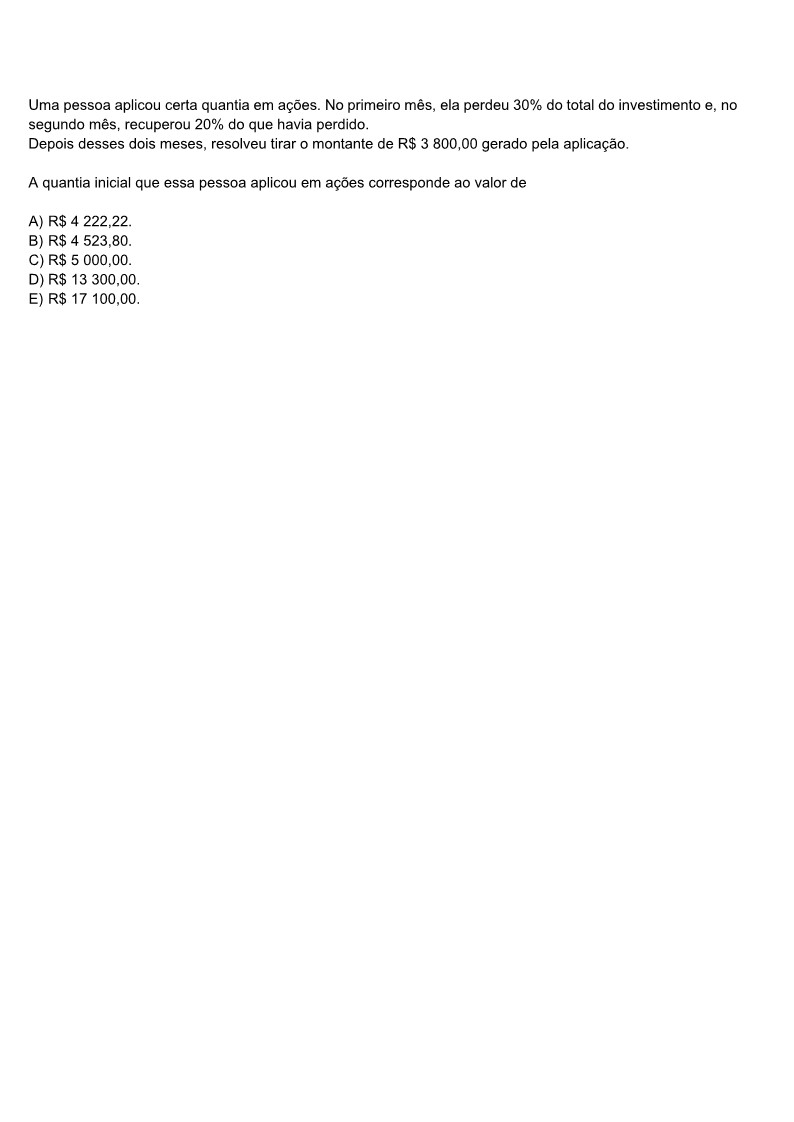 Uma pessoa aplicou certa quantia em ações. No primeiro mês, ela perdeu 30% do total do investimento e, no
segundo mês, recuperou 20% do que havia perdido.
Depois desses dois meses, resolveu tirar o montante de R$ 3 800,00 gerado pela aplicação.
A quantia inicial que essa pessoa aplicou em ações corresponde ao valor de
A) R$ 4 222,22.
B) R$ 4 523,80.
C) R$ 5 000,00.
D) R$ 13 300,00.
E) R$ 17 100,00.